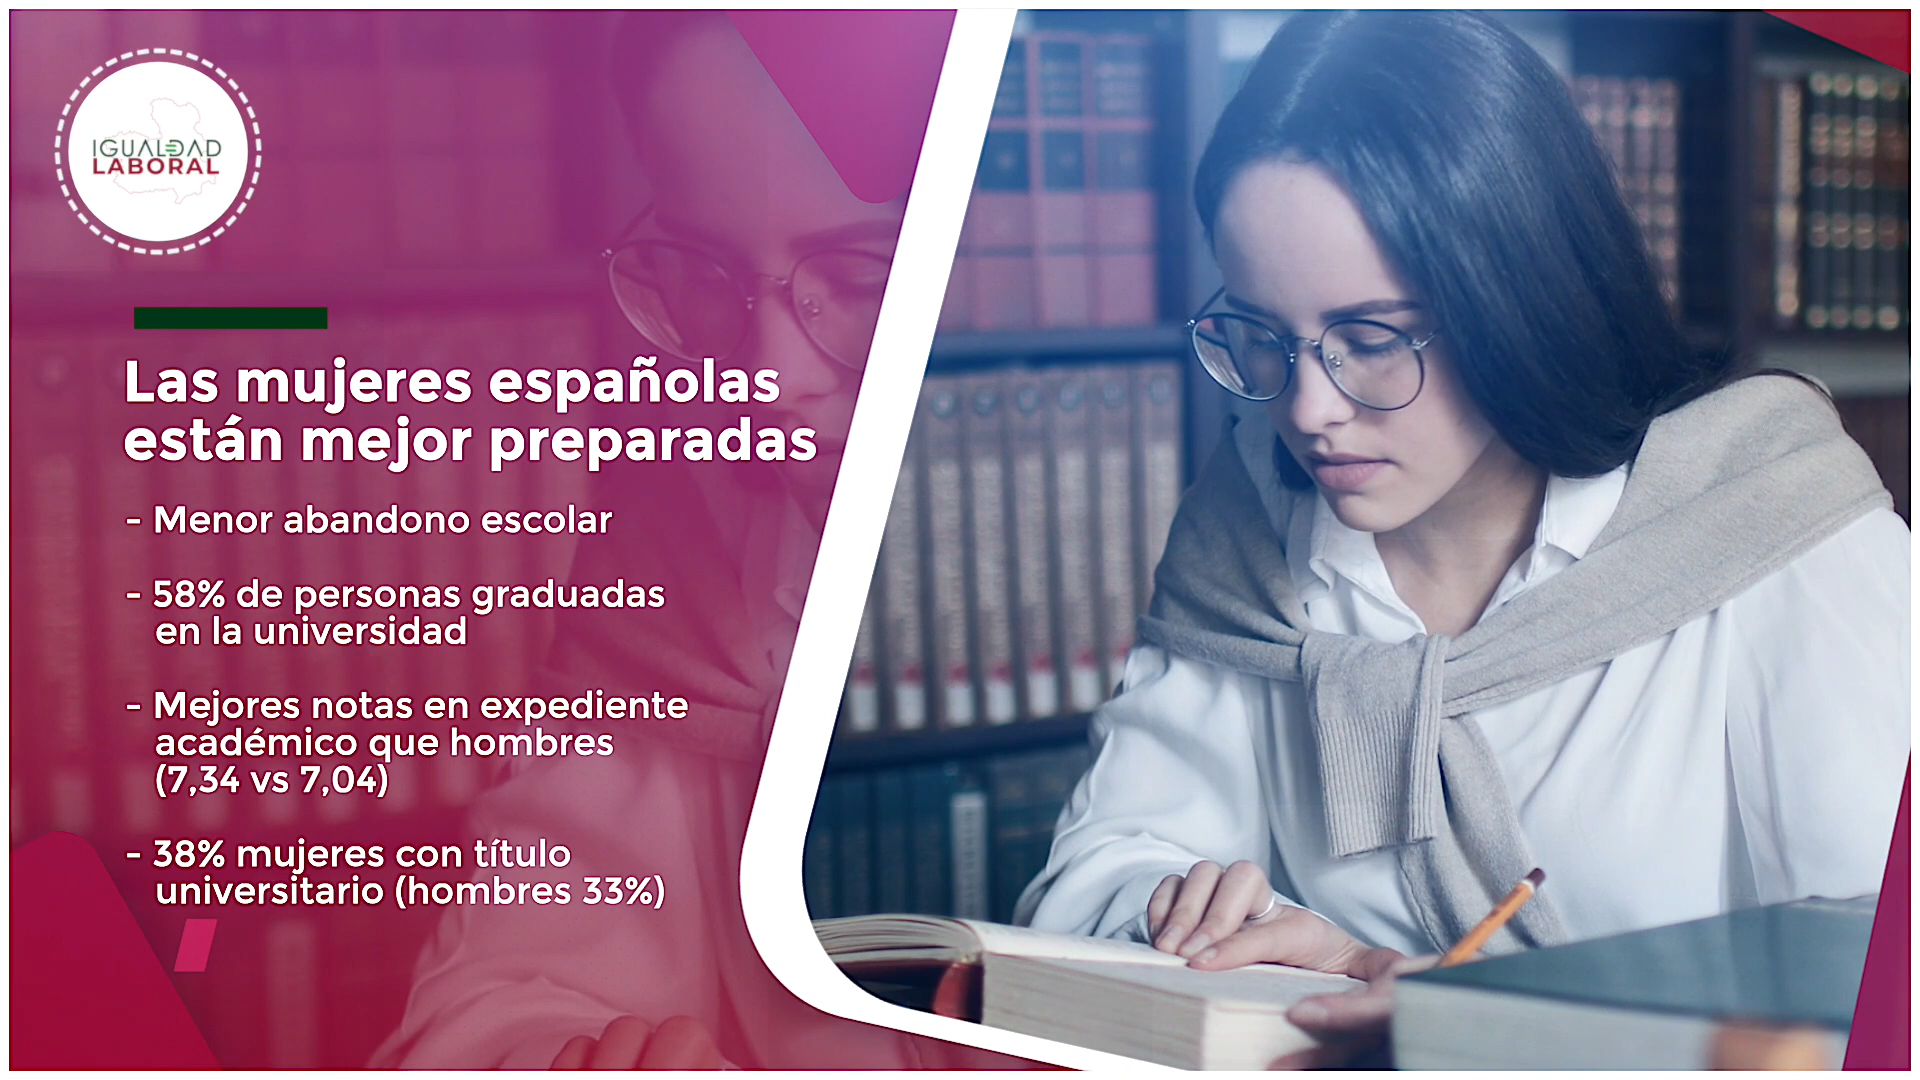 IGUALDAD
LABORAL
Las mujeres españolas
están mejor preparadas
- Menor abandono escolar
- 58% de personas graduadas
en la universidad
- Mejores notas en expediente
académico que hombres
(7,34 vs 7,04)
- 38% mujeres con título
universitario (hombres 33%)